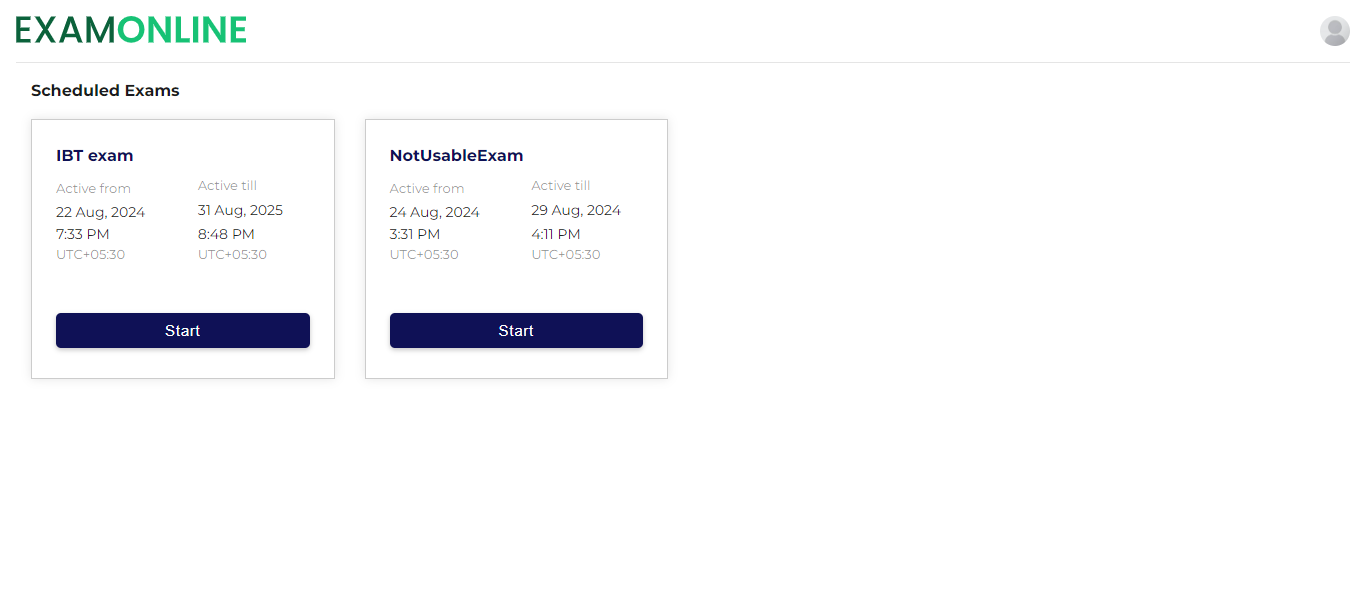 EXAMONLINE
Scheduled Exams
IBT exam
Active from
22 Aug, 2024
7:33 PM
UTC+05:30
Active till
31 Aug, 2025
8:48 PM
UTC+05:30
Start
NotUsableExam
Active from
24 Aug, 2024
3:31 PM
UTC+05:30
Active till
29 Aug, 2024
4:11 PM
UTC+05:30
Start